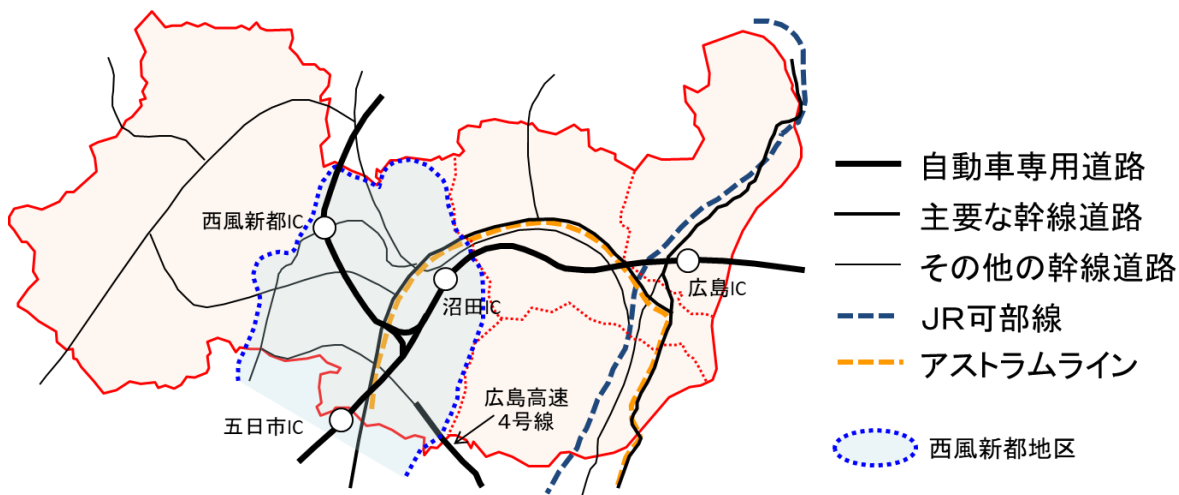 西風新都IC
沼田IC
広島IC
五日市IC
広島高速
4号線
自動車専用道路
主要な幹線道路
その他の幹線道路
JR可部線
アストラムライン
西風新都地区